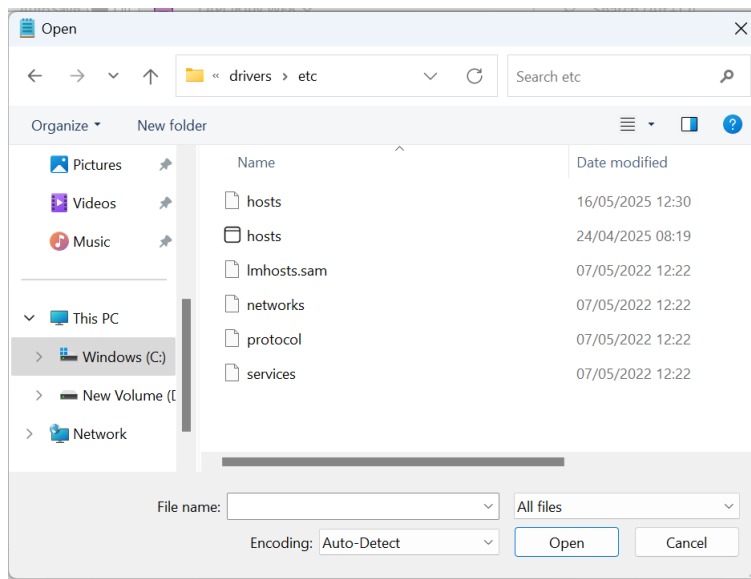 Open
« drivers > etc
Search etc
Organize
New folder
Name
Date modified
Pictures
Videos
Music
This PC
Windows (C:)
New Volume (D
Network
hosts 16/05/2025 12:30
hosts 24/04/2025 08:19
lmhosts.sam 07/05/2022 12:22
networks 07/05/2022 12:22
protocol 07/05/2022 12:22
services 07/05/2022 12:22
File name:
All files
Encoding: Auto-Detect
Open
Cancel